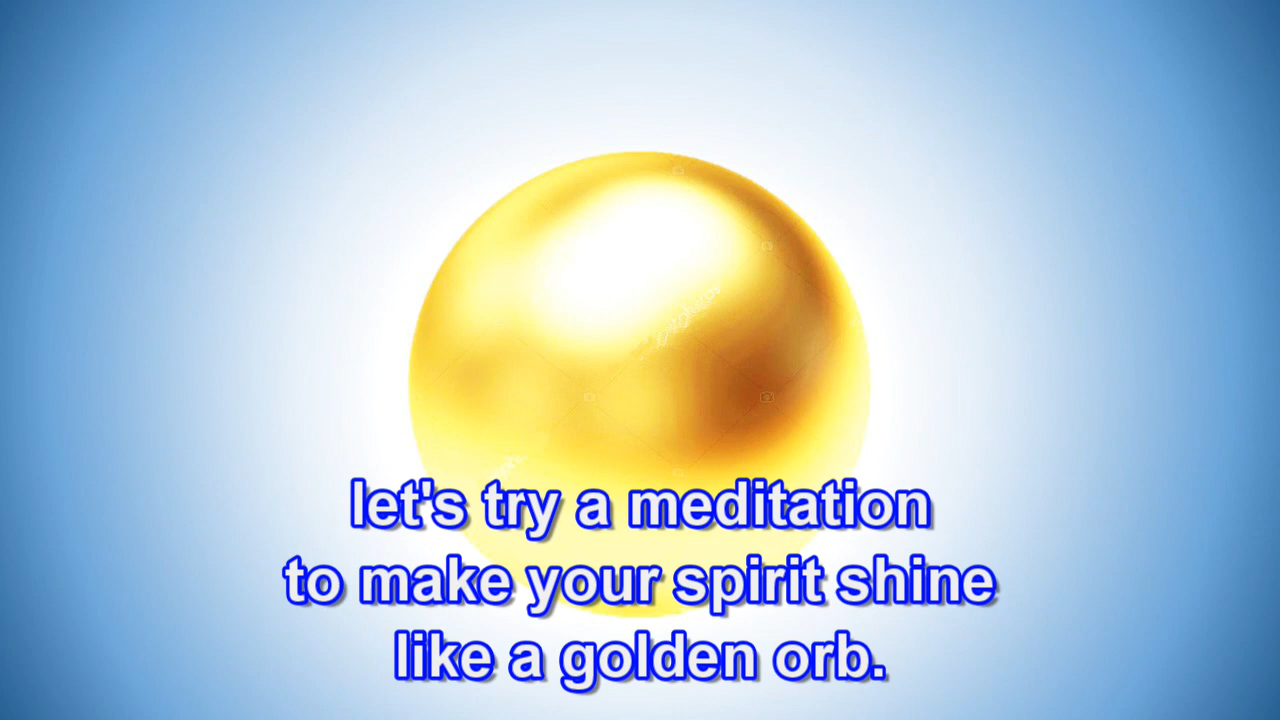 let's try a meditation
to make your spirit shine
like a golden orb.